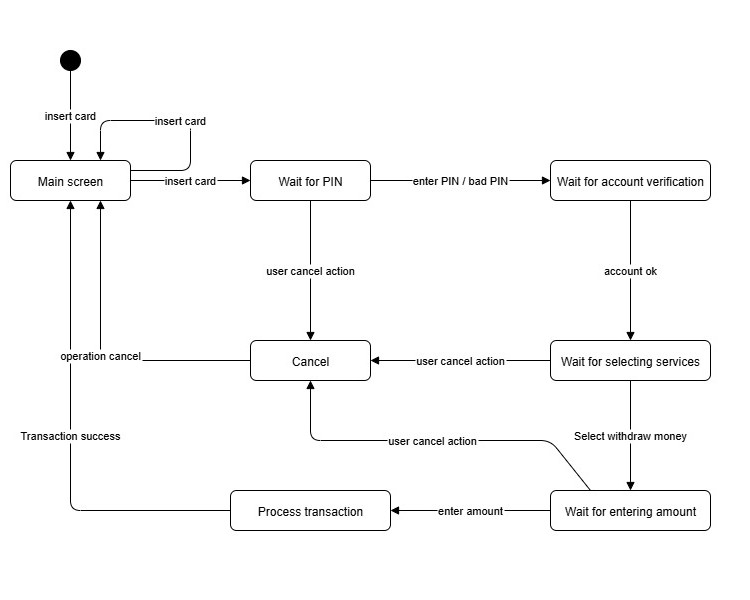 insert card
insert card
Main screen
insert card
Wait for PIN
enter PIN / bad PIN
Wait for account verification
user cancel action
account ok
operation cancel
Cancel
user cancel action
Wait for selecting services
Transaction success
user cancel action
Select withdraw money
Process transaction
enter amount
Wait for entering amount